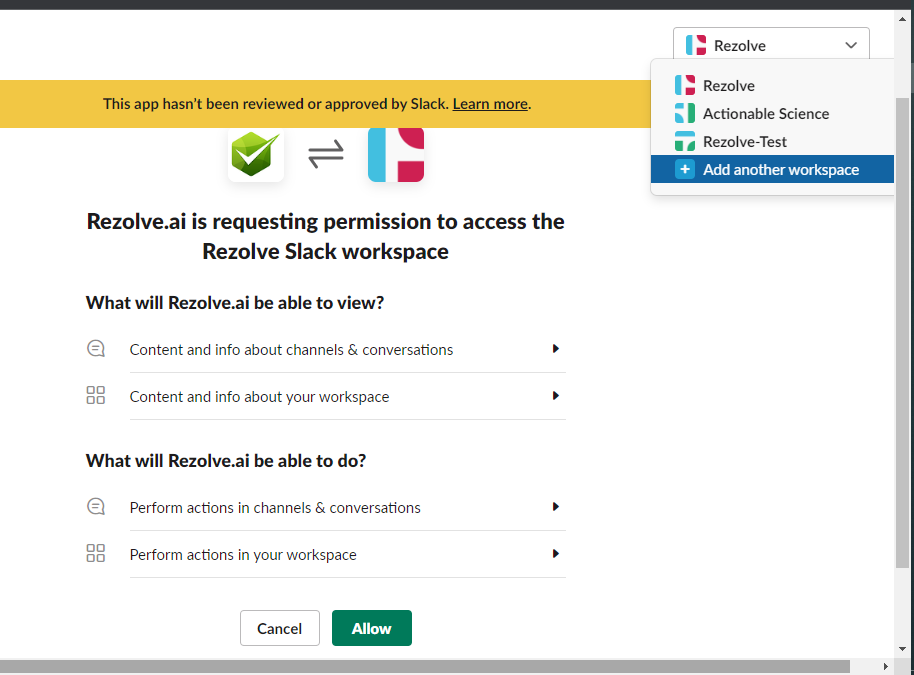 Rezolve
Rezolve
Actionable Science
Rezolve-Test
Add another workspace
This app hasn’t been reviewed or approved by Slack. Learn more.
Rezolve.ai is requesting permission to access the
Rezolve Slack workspace
What will Rezolve.ai be able to view?
Content and info about channels & conversations
Content and info about your workspace
What will Rezolve.ai be able to do?
Perform actions in channels & conversations
Perform actions in your workspace
Cancel
Allow